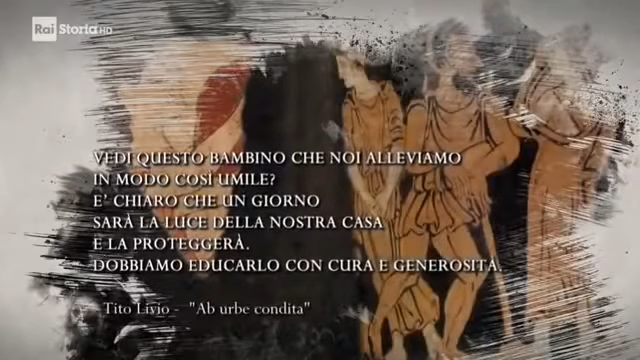 Rai Storia HD
VEDI QUESTO BAMBINO CHE NOI ALLEVIAMO
IN MODO COSÌ UMILE?
E' CHIARO CHE UN GIORNO
SARÀ LA LUCE DELLA NOSTRA CASA
E LA PROTEGGERÀ.
DOBBIAMO EDUCARLO CON CURA E GENEROSITÀ.
Tito Livio - "Ab urbe condita"